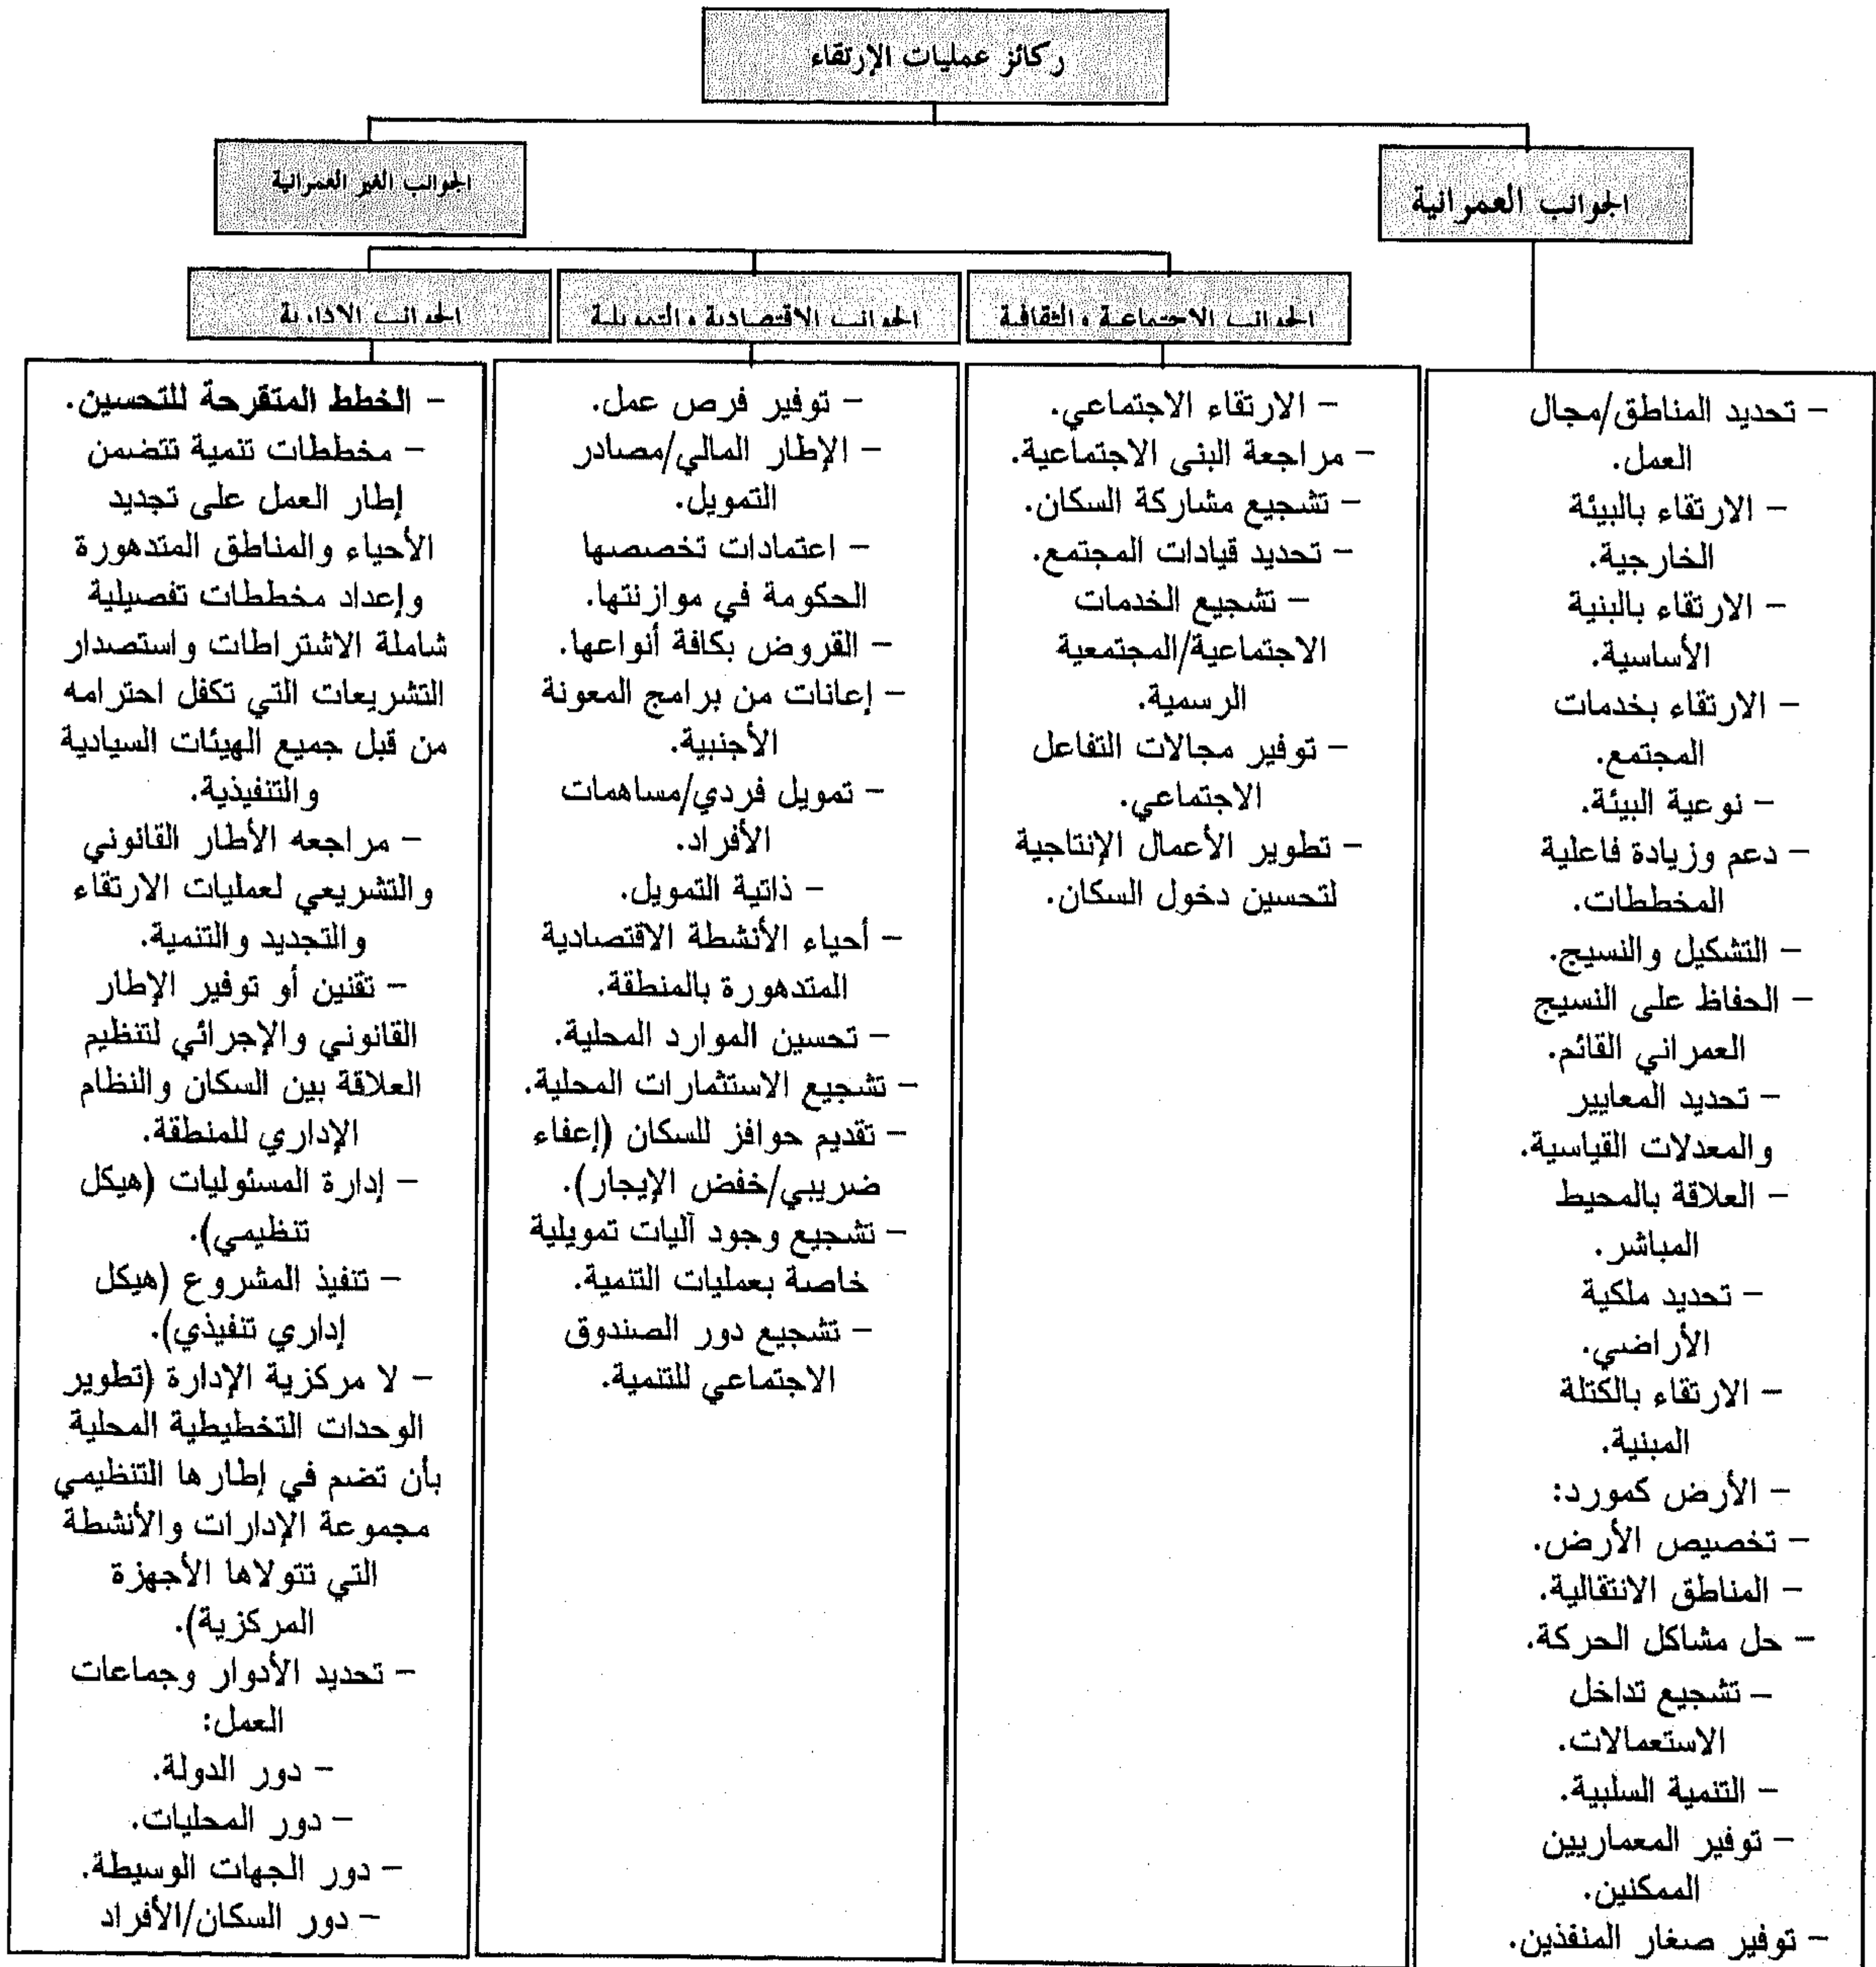 ركائز عمليات الإرتقاء
الجوانب العمرانية
الجوانب الغير العمرانية
الجوانب الاجتماعية والثقافية
الجوانب الاقتصادية والتمويلية
الجوانب الادارية
– تحديد المناطق/مجال
العمل.
– الارتقاء بالبيئة
الخارجية.
– الارتقاء بالبنية
الأساسية.
– الارتقاء بخدمات
المجتمع.
– نوعية البيئة.
– دعم وزيادة فاعلية
المخططات.
– التشكيل والنسيج.
– الحفاظ على النسيج
العمراني القائم.
– تحديد المعايير
والمعدلات القياسية.
– العلاقة بالمحيط
المباشر.
– تحديد ملكية
الأراضي.
– الارتقاء بالكتلة
المبنية.
– الأرض كمورد:
– تخصيص الأرض.
– المناطق الانتقالية.
– حل مشاكل الحركة.
– تشجيع تداخل
الاستعمالات.
– التنمية السلبية.
– توفير المعماريين
الممكنين.
– توفير صغار المنفذين.
– الارتقاء الاجتماعي.
– مراجعة البنى الاجتماعية.
– تشجيع مشاركة السكان.
– تحديد قيادات المجتمع.
– تشجيع الخدمات
الاجتماعية/المجتمعية
الرسمية.
– توفير مجالات التفاعل
الاجتماعي.
– تطوير الأعمال الإنتاجية
لتحسين دخول السكان.
– توفير فرص عمل.
– الإطار المالي/مصادر
التمويل.
– اعتمادات تخصصها
الحكومة في موازنتها.
– القروض بكافة أنواعها.
– إعانات من برامج المعونة
الأجنبية.
– تمويل فردي/مساهمات
الأفراد.
– ذاتية التمويل.
– أحياء الأنشطة الاقتصادية
المتدهورة بالمنطقة.
– تحسين الموارد المحلية.
– تشجيع الاستثمارات المحلية.
– تقديم حوافز للسكان (إعفاء
ضريبي/خفض الإيجار).
– تشجيع وجود آليات تمويلية
خاصة بعمليات التنمية.
– تشجيع دور الصندوق
الاجتماعي للتنمية.
– الخطط المتقرحة للتحسين.
– مخططات تنمية تتضمن
إطار العمل على تجديد
الأحياء والمناطق المتدهورة
وإعداد مخططات تفصيلية
شاملة الاشتراطات واستصدار
التشريعات التي تكفل احترامه
من قبل جميع الهيئات السيادية
والتنفيذية.
– مراجعه الأطار القانوني
والتشريعي لعمليات الارتقاء
والتجديد والتنمية.
– تقنين أو توفير الإطار
القانوني والإجرائي لتنظيم
العلاقة بين السكان والنظام
الإداري للمنطقة.
– إدارة المسئوليات (هيكل
تنظيمي).
– تنفيذ المشروع (هيكل
إداري تنفيذي).
– لا مركزية الإدارة (تطوير
الوحدات التخطيطية المحلية
بأن تضم في إطارها التنظيمي
مجموعة الإدارات والأنشطة
التي تتولاها الأجهزة
المركزية).
– تحديد الأدوار وجماعات
العمل:
– دور الدولة.
– دور المحليات.
– دور الجهات الوسيطة.
– دور السكان/الأفراد